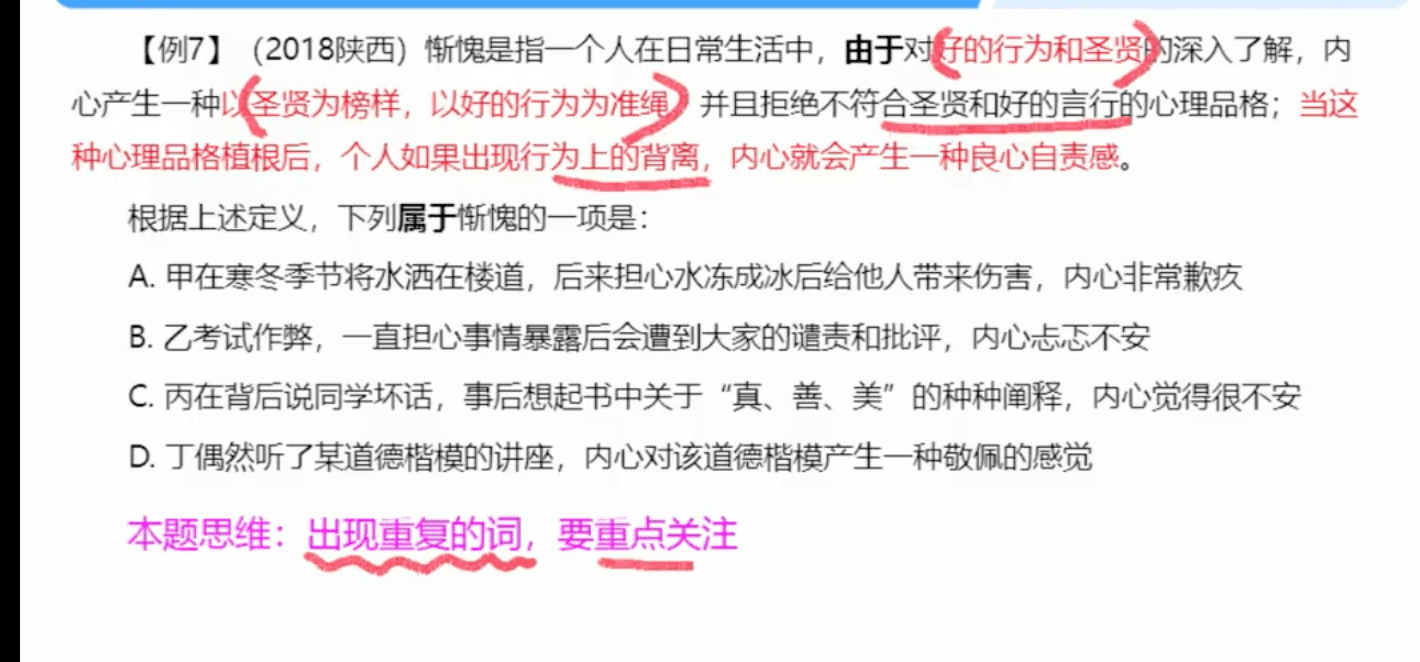 【例7】（2018陕西）惭愧是指一个人在日常生活中，由于对好的行为和圣贤的深入了解，内
心产生一种以圣贤为榜样，以好的行为为准绳，并且拒绝不符合圣贤和好的言行的心理品格；当这
种心理品格植根后，个人如果出现行为上的背离，内心就会产生一种良心自责感。
根据上述定义，下列属于惭愧的一项是：
A. 甲在寒冬季节将水洒在楼道，后来担心水冻成冰后给他人带来伤害，内心非常歉疚
B. 乙考试作弊，一直担心事情暴露后会遭到大家的谴责和批评，内心忐忑不安
C. 丙在背后说同学坏话，事后想起书中关于“真、善、美”的种种阐释，内心觉得很不安
D. 丁偶然听了某道德楷模的讲座，内心对该道德楷模产生一种敬佩的感觉
本题思维：出现重复的词，要重点关注